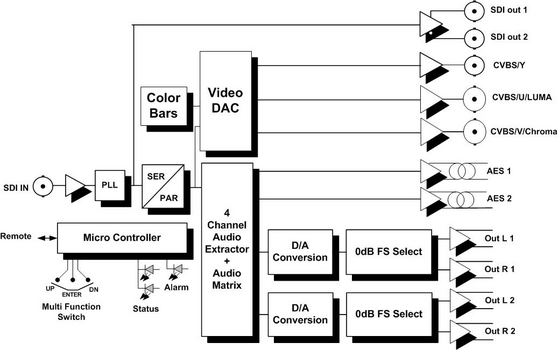 SDI out 1
SDI out 2
CVBS/Y
CVBS/U/LUMA
CVBS/V/Chroma
Video
DAC
Color
Bars
SDI IN
PLL
SER
PAR
AES 1
AES 2
4
Channel
Audio
Extractor
+
Audio
Matrix
Remote
Micro Controller
UP
ENTER
DN
Multi Function
Switch
Alarm
Status
D/A
Conversion
0dB FS Select
Out L 1
Out R 1
D/A
Conversion
0dB FS Select
Out L 2
Out R 2